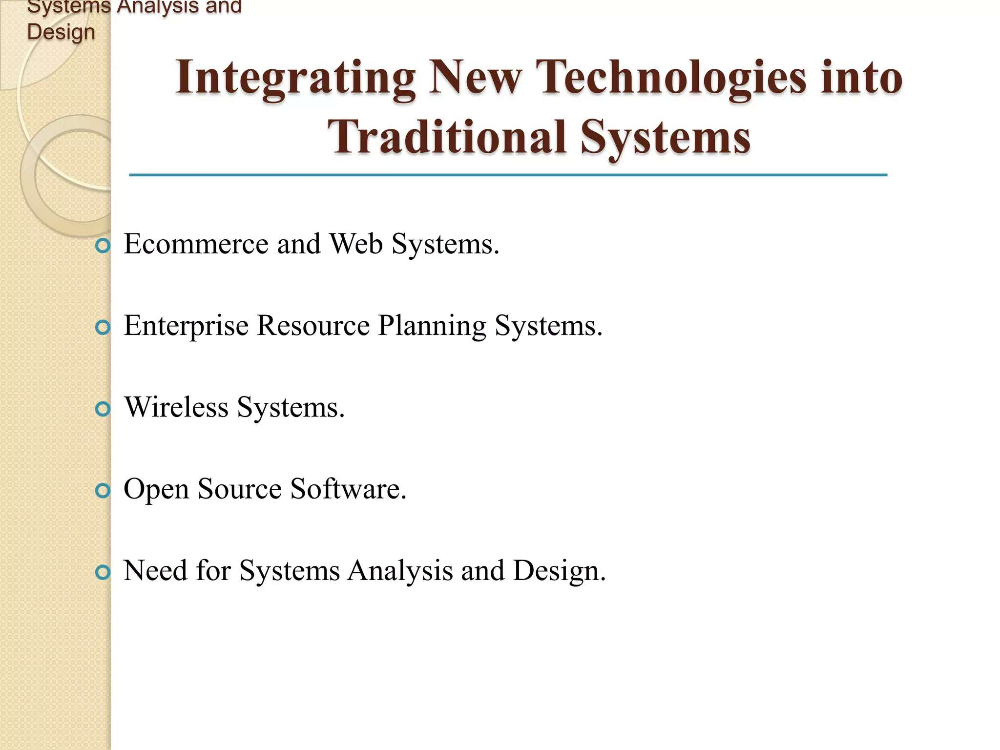 Systems Analysis and
Design
Integrating New Technologies into
Traditional Systems
Ecommerce and Web Systems.
Enterprise Resource Planning Systems.
Wireless Systems.
Open Source Software.
Need for Systems Analysis and Design.